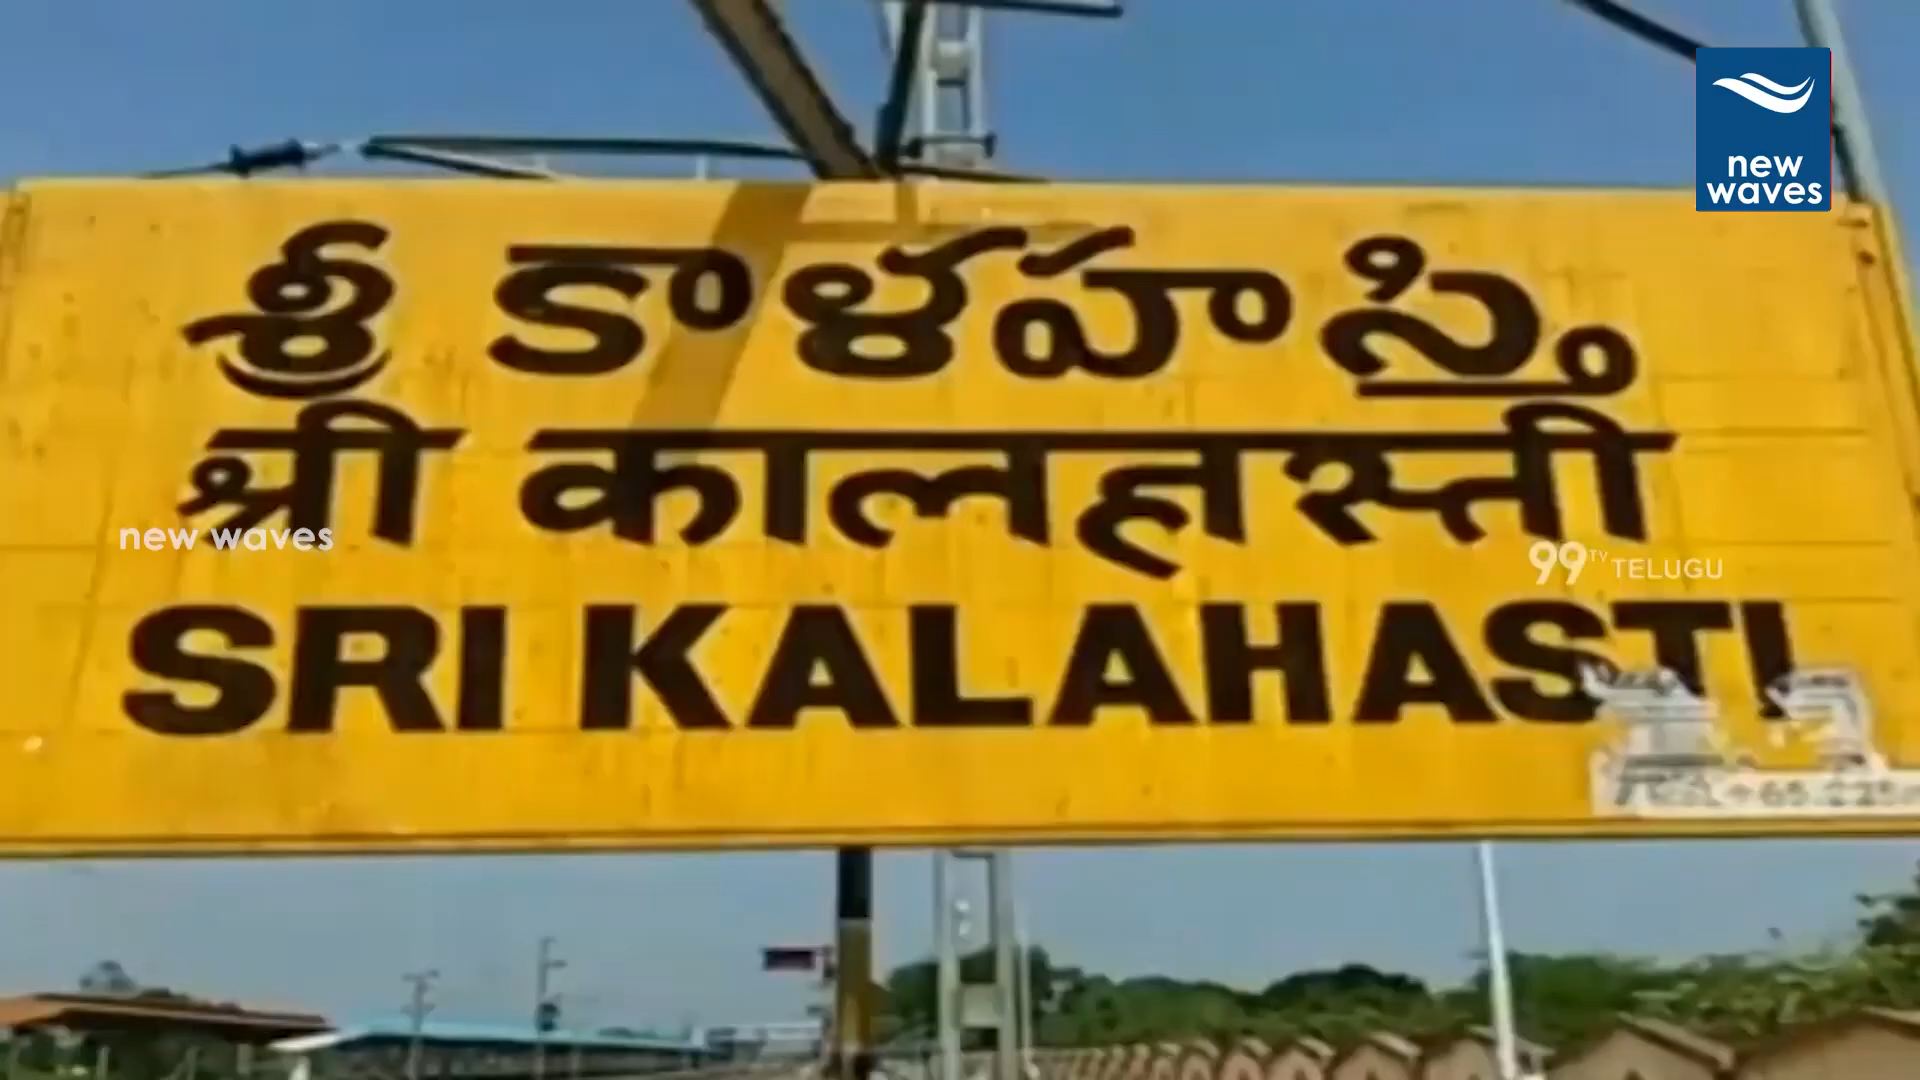 new
waves
శ్రీ కాళహస్తి
श्री कालहस्ती
new waves
99 TV TELUGU
SRI KALAHASTI